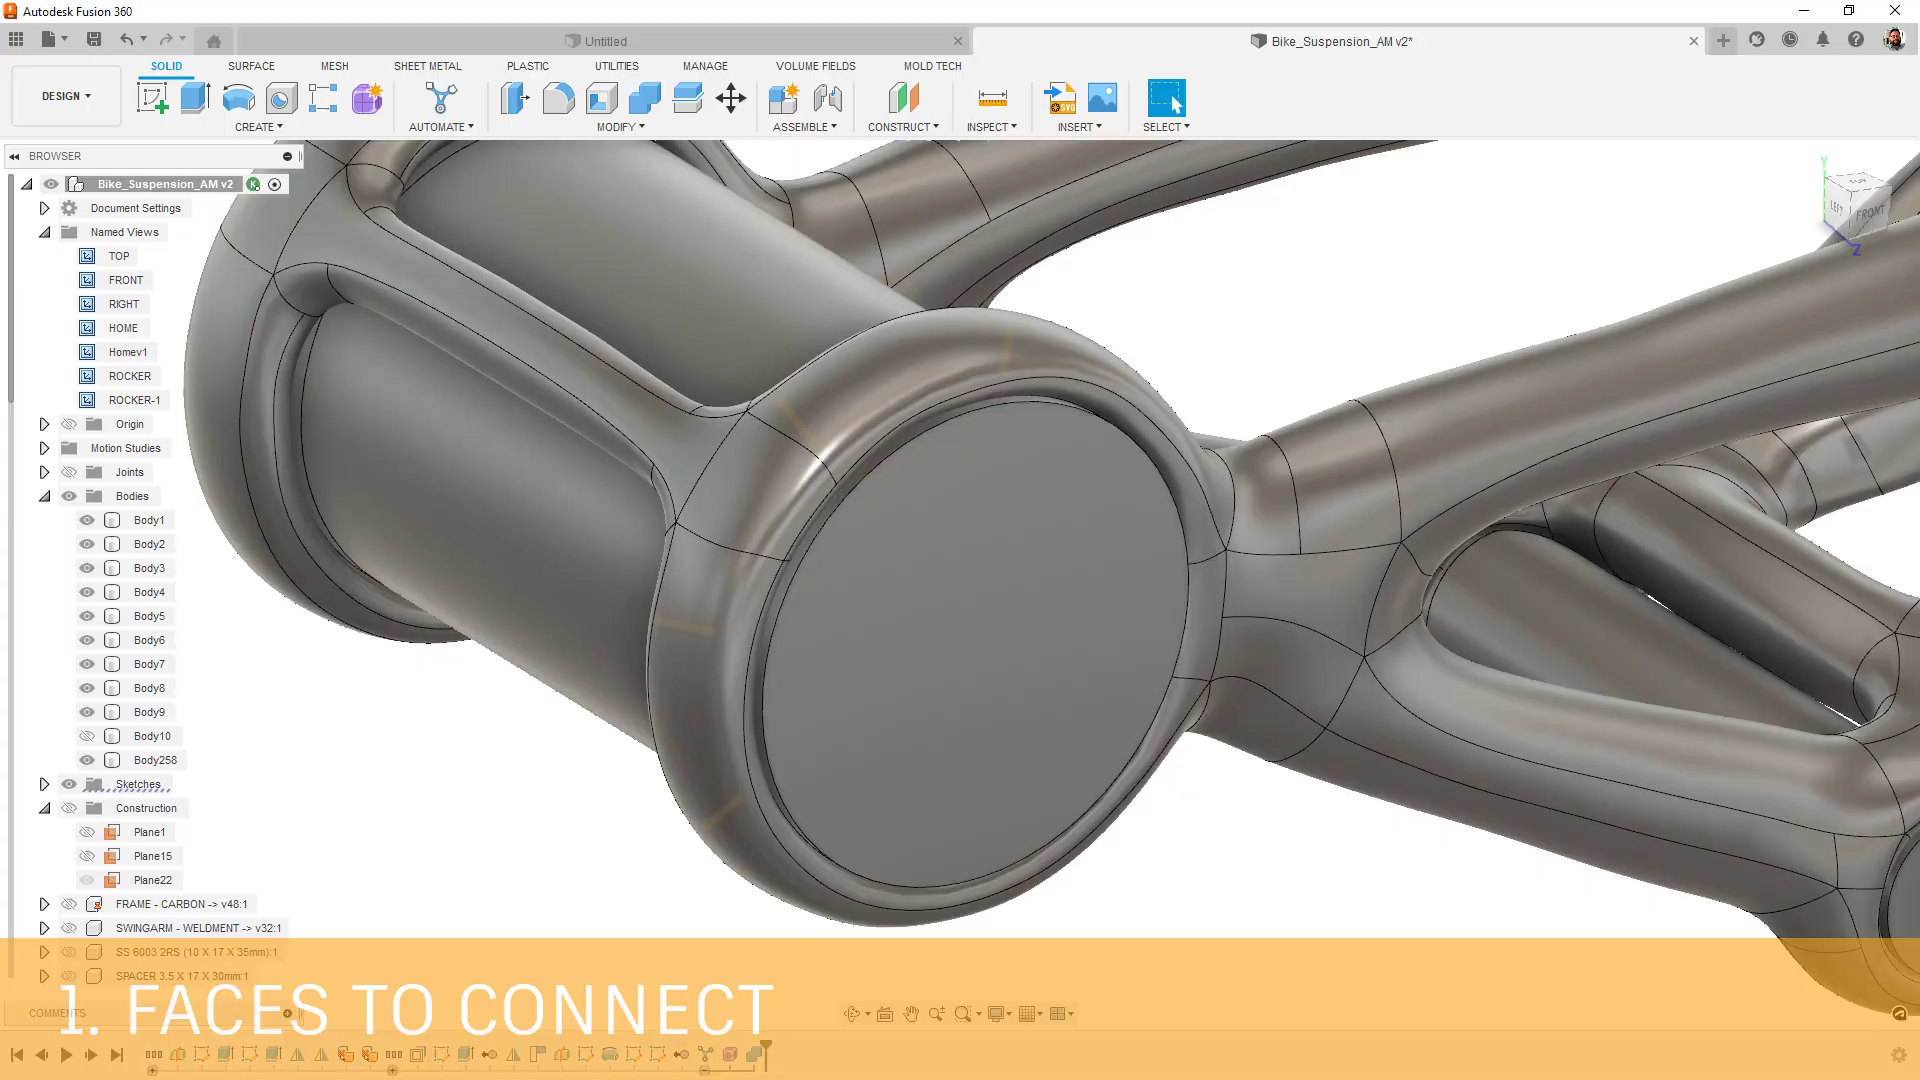 Autodesk Fusion 360
Untitled
Bike_Suspension_AM v2*
DESIGN
SOLID
SURFACE
MESH
SHEET METAL
PLASTIC
UTILITIES
MANAGE
VOLUME FIELDS
MOLD TECH
CREATE
AUTOMATE
MODIFY
ASSEMBLE
CONSTRUCT
INSPECT
INSERT
SELECT
BROWSER
Bike_Suspension_AM v2
Document Settings
Named Views
TOP
FRONT
RIGHT
HOME
Homev1
ROCKER
ROCKER-1
Origin
Motion Studies
Joints
Bodies
Body1
Body2
Body3
Body4
Body5
Body6
Body7
Body8
Body9
Body10
Body258
Sketches
Construction
Plane1
Plane15
Plane22
FRAME - CARBON -> v48:1
SWINGARM - WELDMENT -> v32:1
SS 6003 2RS (10 X 17 X 35mm):1
SPACER 3.5 X 17 X 30mm:1
COMMENTS
1. FACES TO CONNECT
Y
LEFT
FRONT
Z